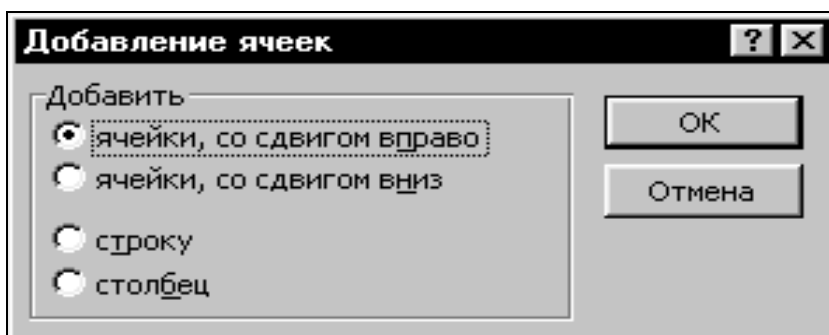 Добавление ячеек
Добавить
ячейки, со сдвигом вправо
ячейки, со сдвигом вниз
строку
столбец
ОК
Отмена